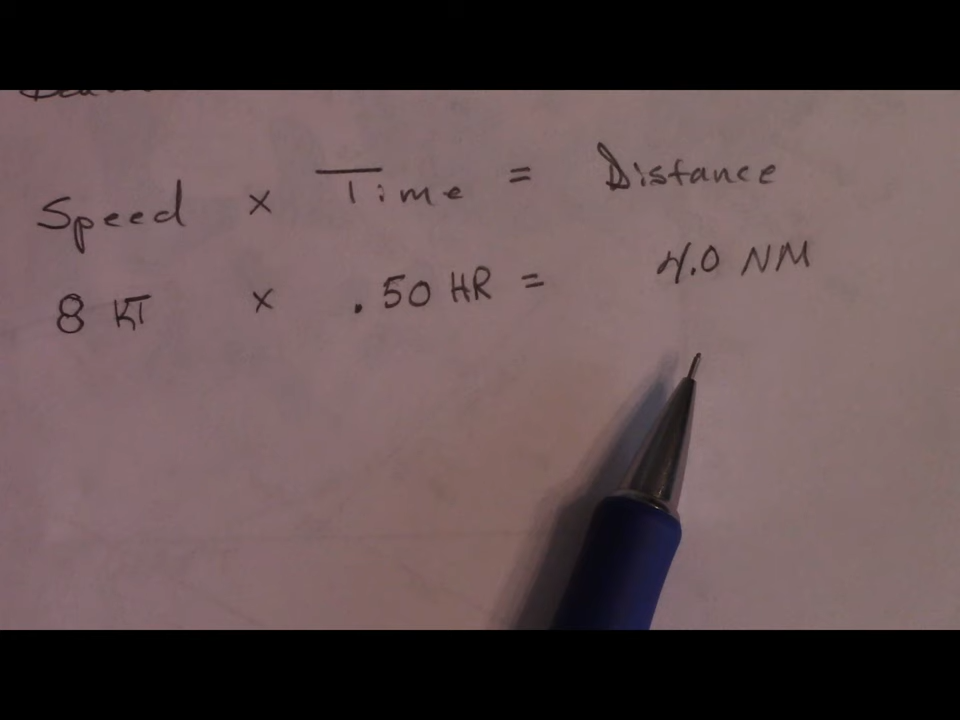 Speed x Time = Distance
8 KT x .50 HR = 4.0 NM